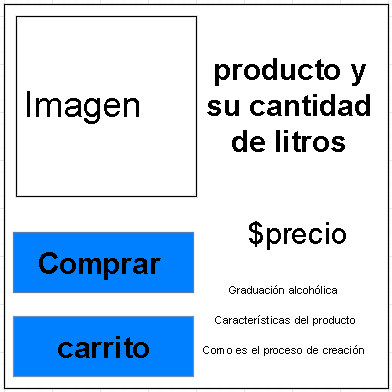 Imagen
producto y
su cantidad
de litros
$precio
Comprar
carrito
Graduación alcohólica
Características del producto
Como es el proceso de creación